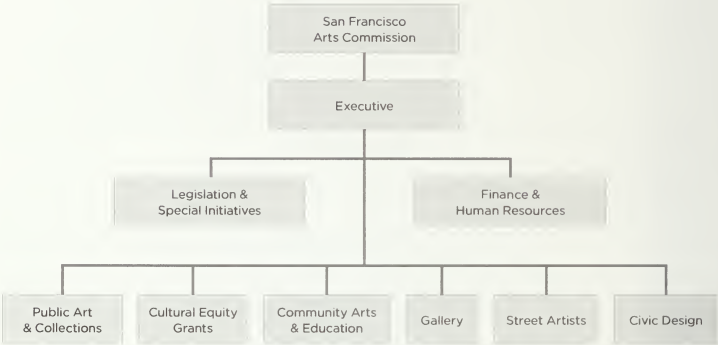 San Francisco
Arts Commission
Executive
Legislation &
Special Initiatives
Finance &
Human Resources
Public Art
& Collections
Cultural Equity
Grants
Community Arts
& Education
Gallery
Street Artists
Civic Design